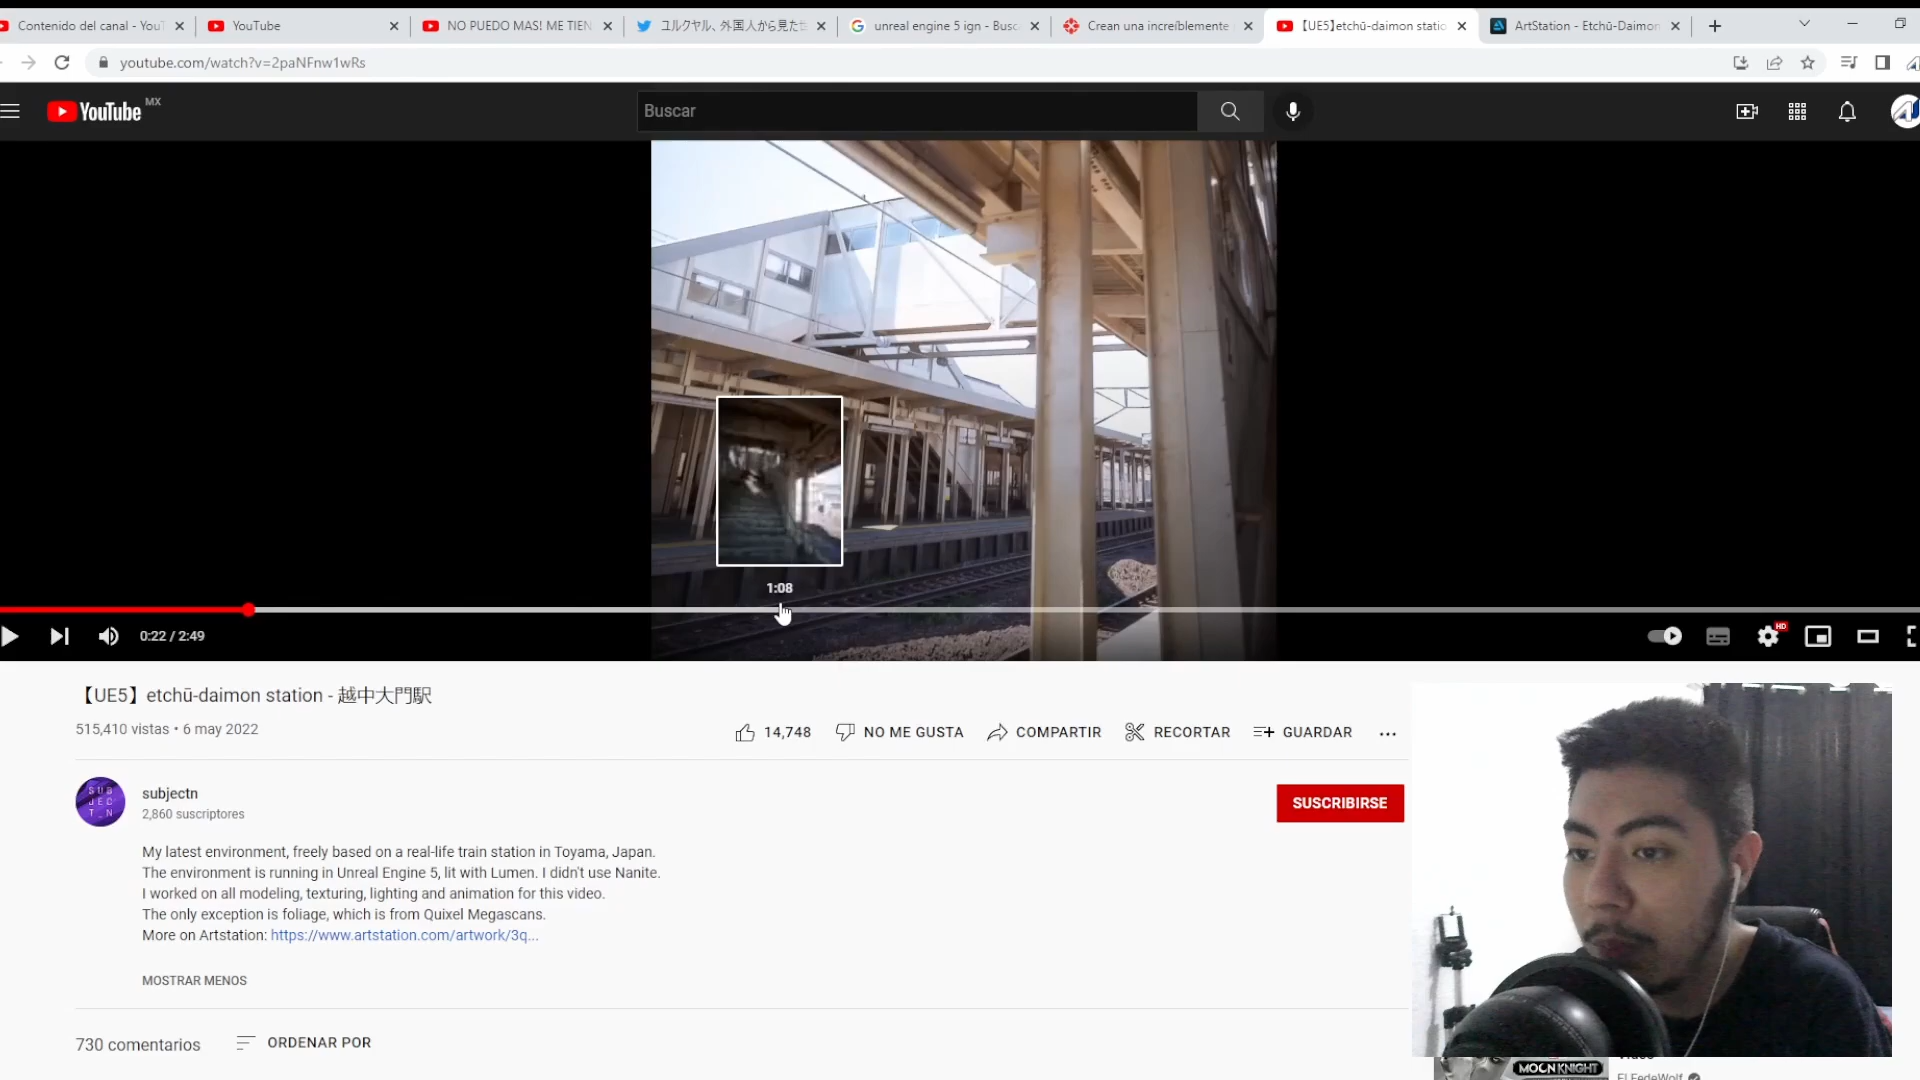 Contenido del canal - YouT
YouTube
NO PUEDO MAS! ME TIEN
ユルクヤル、外国人から見た世
unreal engine 5 ign - Busc
Crean una increíblemente
【UE5】etchū-daimon statio
ArtStation - Etchū-Daimon
youtube.com/watch?v=2paNFnw1wRs
YouTube MX
Buscar
1:08
0:22 / 2:49
HD
【UE5】etchū-daimon station - 越中大門駅
515,410 vistas • 6 may 2022
14,748
NO ME GUSTA
COMPARTIR
RECORTAR
GUARDAR
SUBJECT_N
subjectn
2,860 suscriptores
SUSCRIBIRSE
My latest environment, freely based on a real-life train station in Toyama, Japan.
The environment is running in Unreal Engine 5, lit with Lumen. I didn't use Nanite.
I worked on all modeling, texturing, lighting and animation for this video.
The only exception is foliage, which is from Quixel Megascans.
More on Artstation: https://www.artstation.com/artwork/3q...
MOSTRAR MENOS
730 comentarios
ORDENAR POR
MOON KNIGHT
El FedeWolf